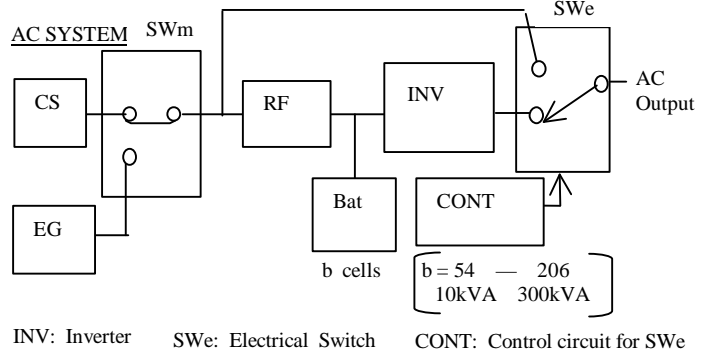 AC SYSTEM
SWm
SWe
CS
RF
INV
AC
Output
EG
Bat
CONT
b cells
b = 54 — 206
10kVA 300kVA
INV: Inverter SWe: Electrical Switch CONT: Control circuit for SWe